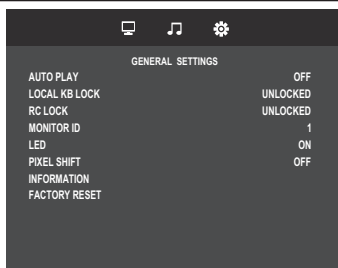 GENERAL SETTINGS
AUTO PLAY OFF
LOCAL KB LOCK UNLOCKED
RC LOCK UNLOCKED
MONITOR ID 1
LED ON
PIXEL SHIFT OFF
INFORMATION
FACTORY RESET